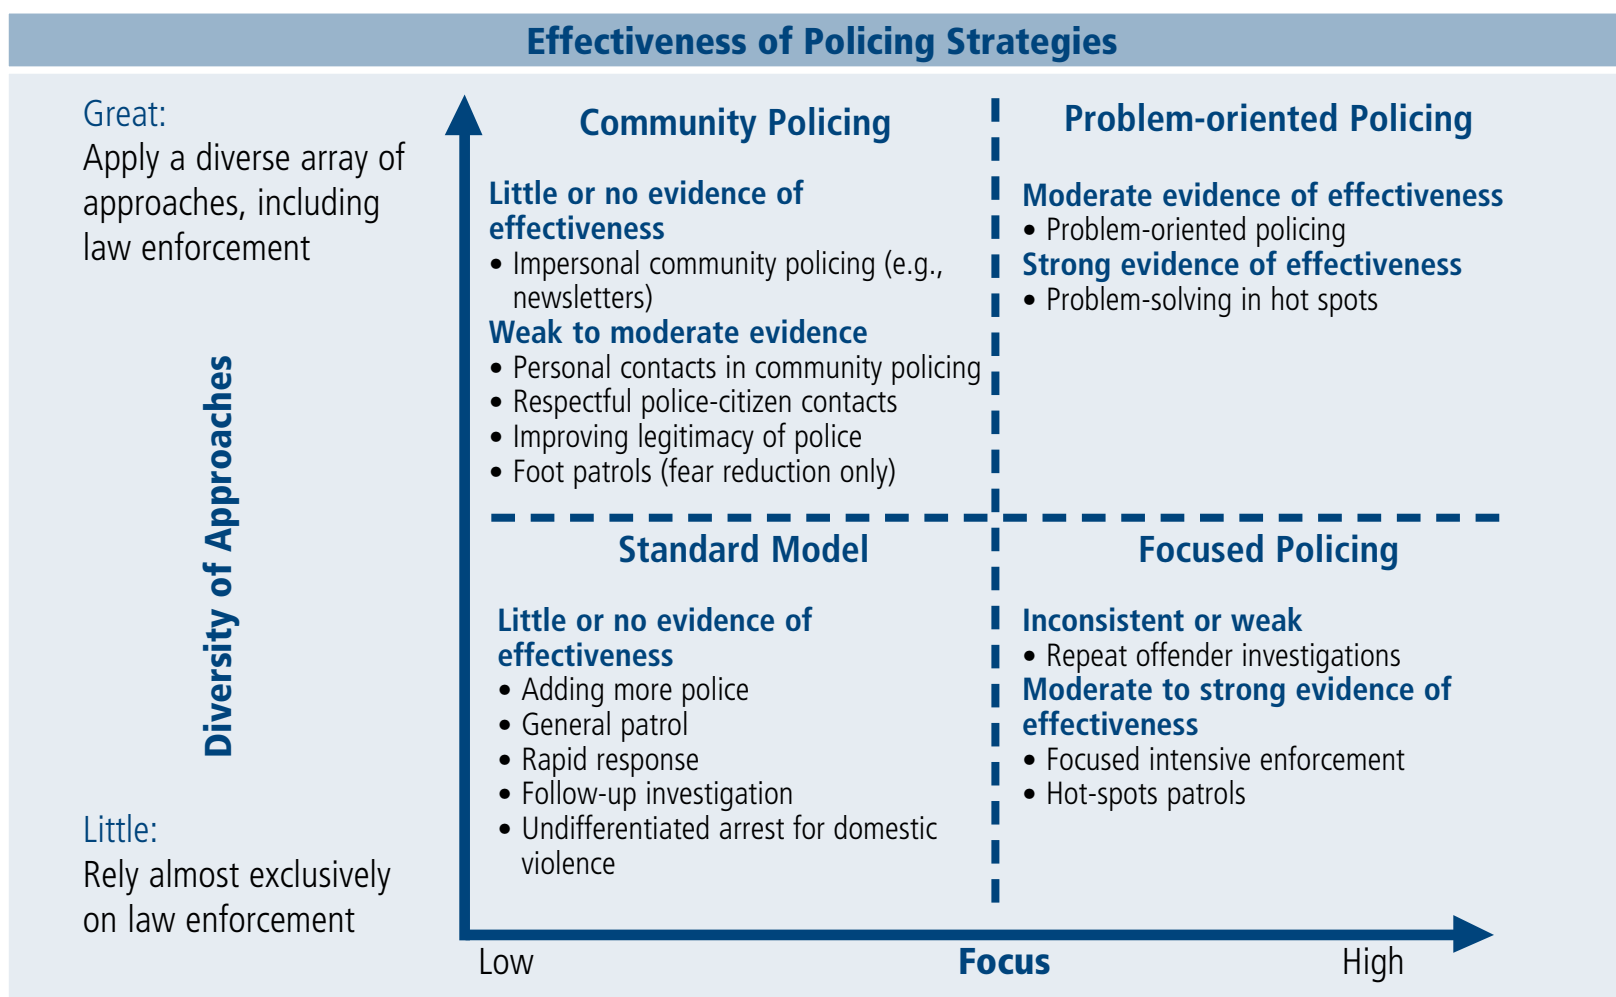 Effectiveness of Policing Strategies
Great:
Apply a diverse array of
approaches, including
law enforcement
Diversity of Approaches
Little:
Rely almost exclusively
on law enforcement
Community Policing
Little or no evidence of
effectiveness
• Impersonal community policing (e.g.,
newsletters)
Weak to moderate evidence
• Personal contacts in community policing
• Respectful police-citizen contacts
• Improving legitimacy of police
• Foot patrols (fear reduction only)
Problem-oriented Policing
Moderate evidence of effectiveness
• Problem-oriented policing
Strong evidence of effectiveness
• Problem-solving in hot spots
Standard Model
Little or no evidence of
effectiveness
• Adding more police
• General patrol
• Rapid response
• Follow-up investigation
• Undifferentiated arrest for domestic
violence
Focused Policing
Inconsistent or weak
• Repeat offender investigations
Moderate to strong evidence of
effectiveness
• Focused intensive enforcement
• Hot-spots patrols
Low
Focus
High